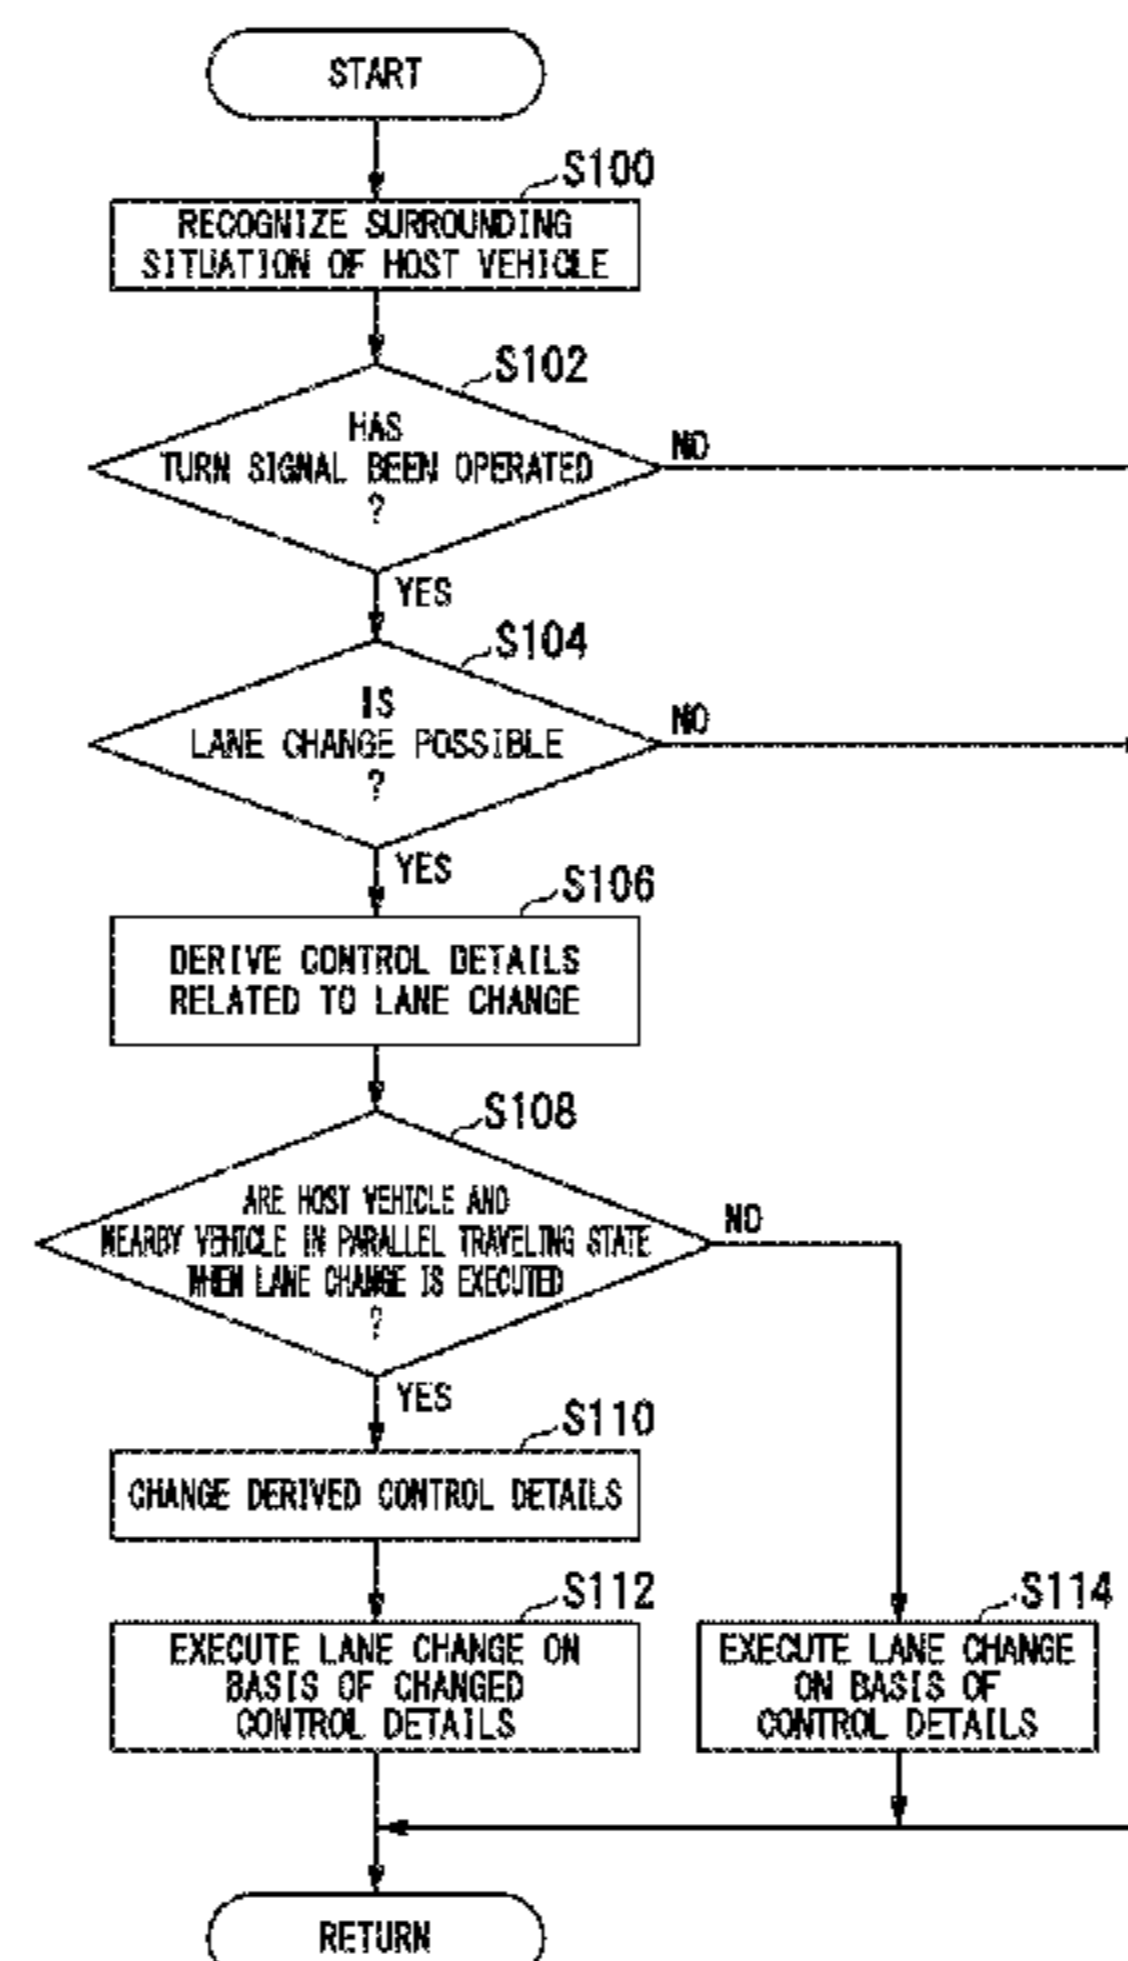 START
S100
RECOGNIZE SURROUNDING
SITUATION OF HOST VEHICLE
S102
HAS
TURN SIGNAL BEEN OPERATED
?
NO
YES
S104
IS
LANE CHANGE POSSIBLE
?
NO
YES
S106
DERIVE CONTROL DETAILS
RELATED TO LANE CHANGE
S108
ARE HOST VEHICLE AND
NEARBY VEHICLE IN PARALLEL TRAVELING STATE
WHEN LANE CHANGE IS EXECUTED
?
NO
YES
S110
CHANGE DERIVED CONTROL DETAILS
S112
EXECUTE LANE CHANGE ON
BASIS OF CHANGED
CONTROL DETAILS
S114
EXECUTE LANE CHANGE
ON BASIS OF
CONTROL DETAILS
RETURN